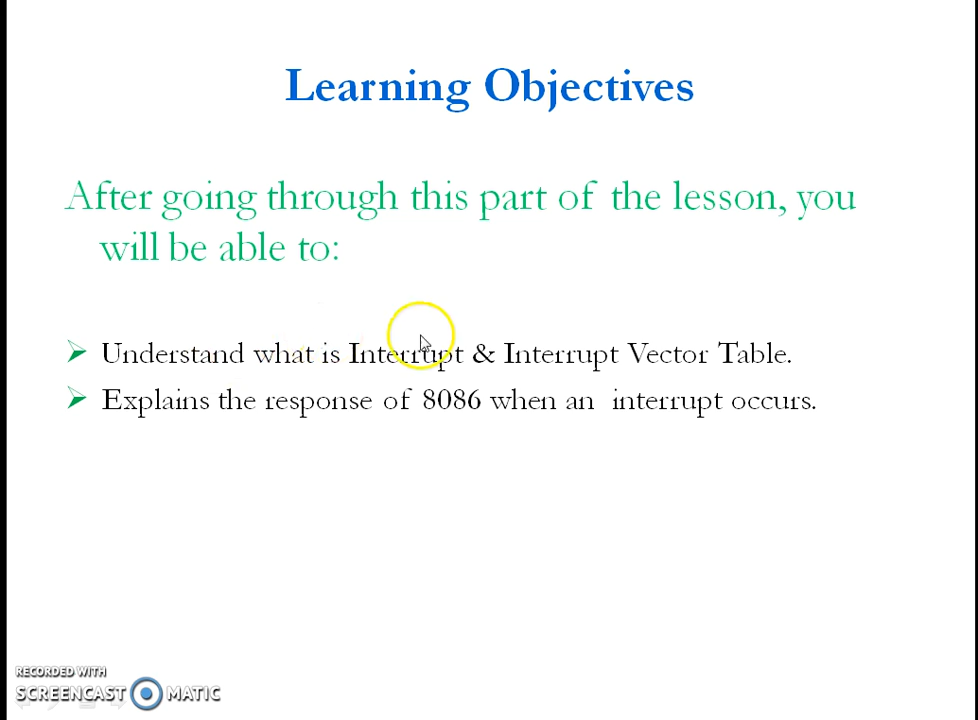 Learning Objectives
After going through this part of the lesson, you
will be able to:
Understand what is Interrupt & Interrupt Vector Table.
Explains the response of 8086 when an interrupt occurs.
RECORDED WITH
SCREENCAST MATIC